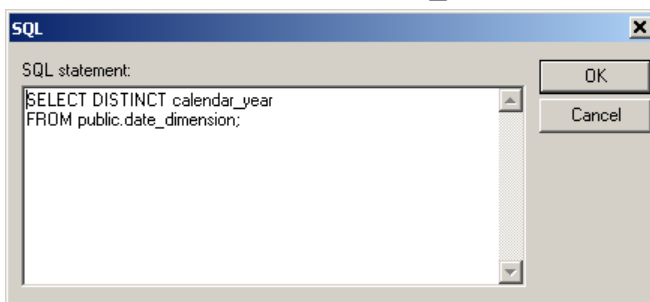 SQL
SQL statement:
OK
SELECT DISTINCT calendar_year
FROM public.date_dimension;
Cancel